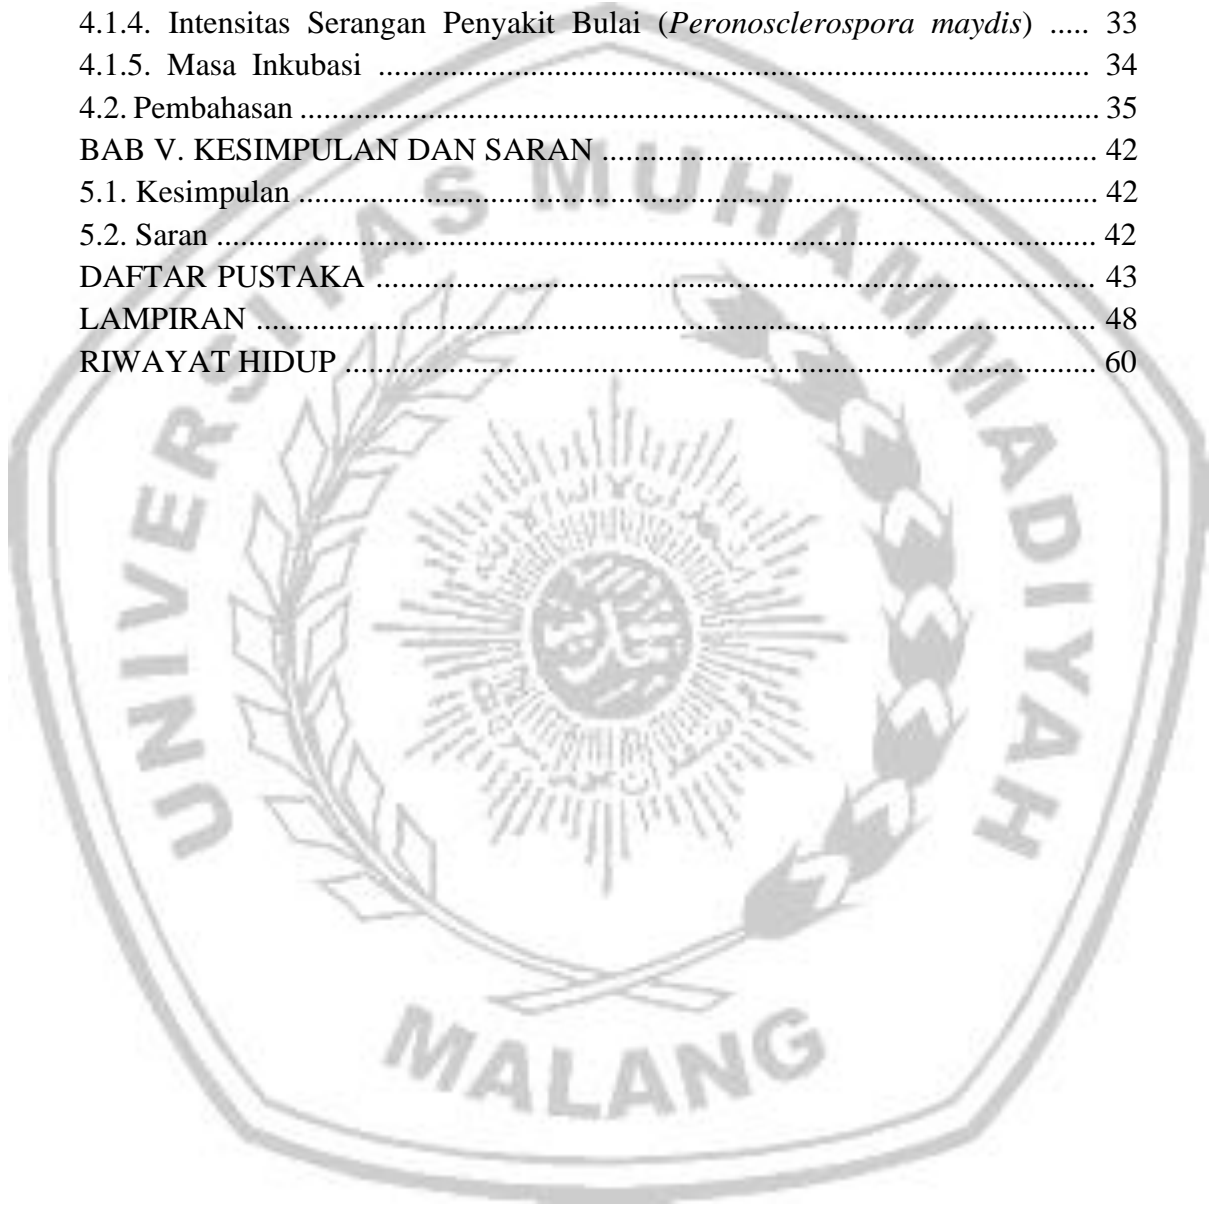 4.1.4. Intensitas Serangan Penyakit Bulai (Peronosclerospora maydis) ..... 33
4.1.5. Masa Inkubasi .......................................................................................... 34
4.2. Pembahasan ..................................................................................................... 35
BAB V. KESIMPULAN DAN SARAN ............................................................... 42
5.1. Kesimpulan ..................................................................................................... 42
5.2. Saran ................................................................................................................ 42
DAFTAR PUSTAKA ........................................................................................... 43
LAMPIRAN .......................................................................................................... 48
RIWAYAT HIDUP ............................................................................................... 60
UNIVERSITAS MUHAMMADIYAH
MALANG